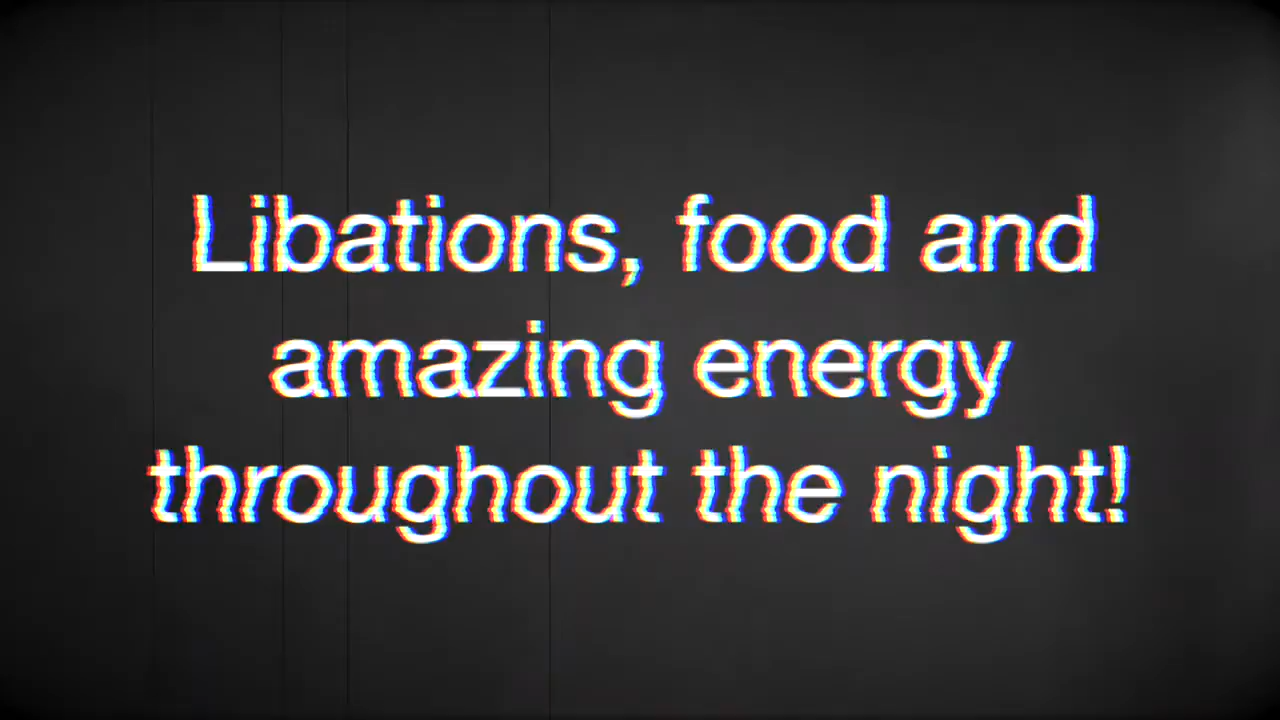 Libations, food and
amazing energy
throughout the night!